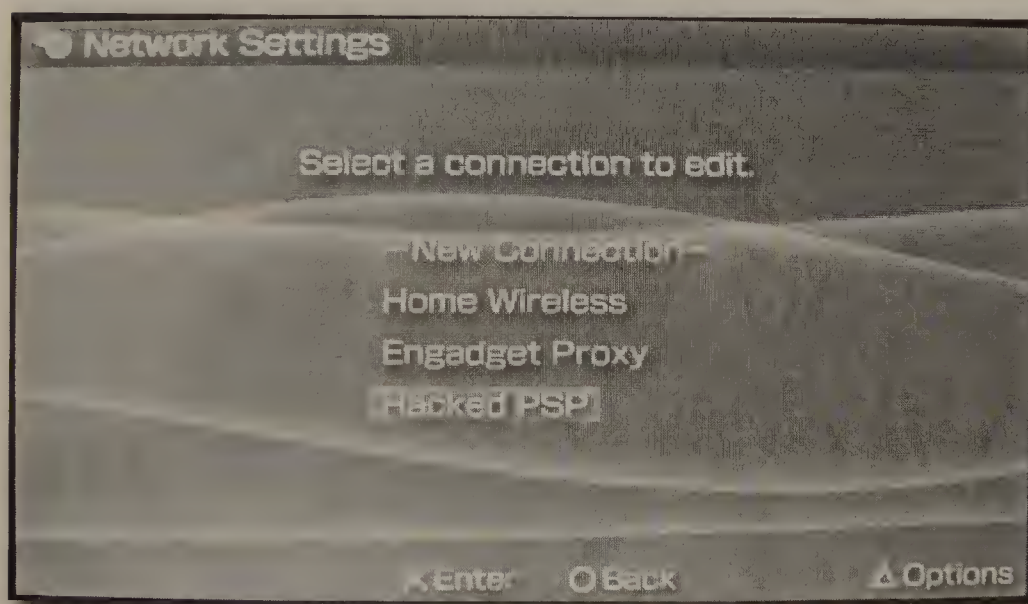 Network Settings
Select a connection to edit.
-New Connection-
Home Wireless
Engadget Proxy
Hacked PSP
X Enter O Back △ Options